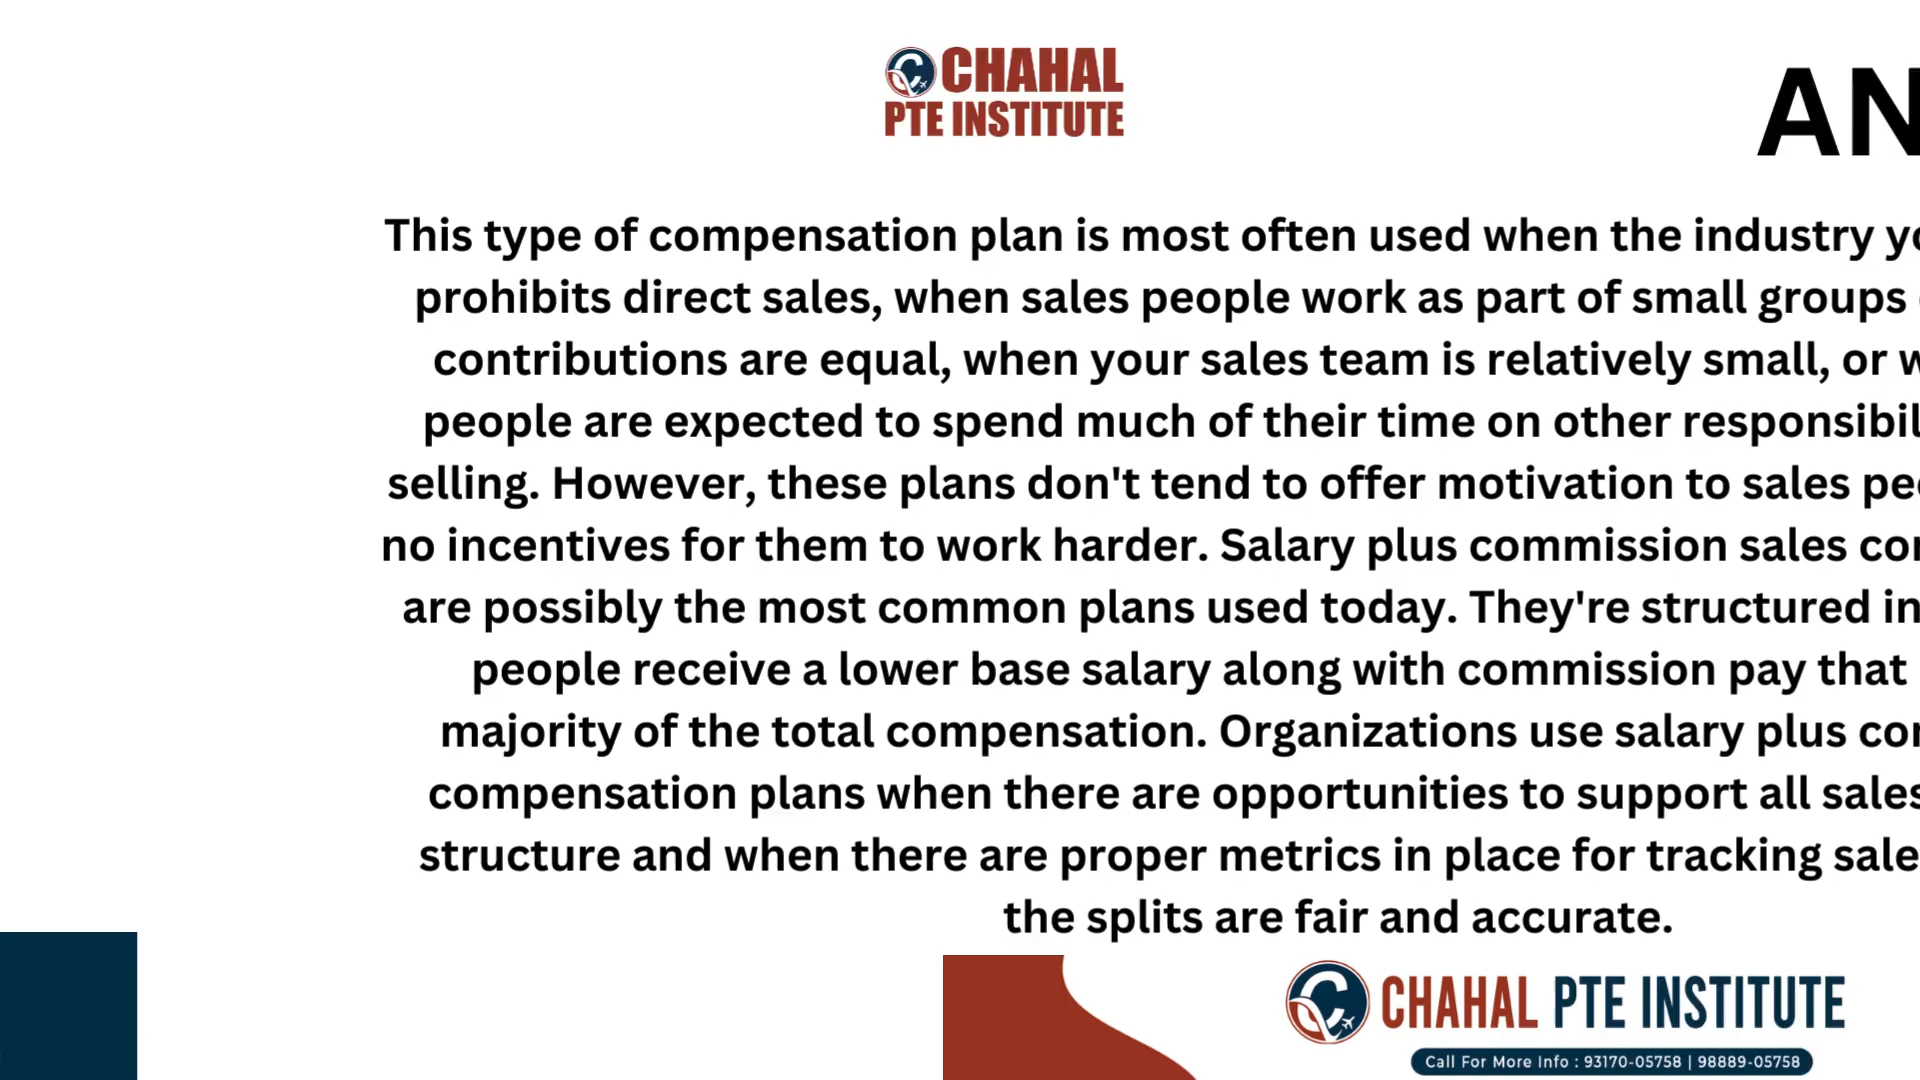 CHAHAL
PTE INSTITUTE
AN
This type of compensation plan is most often used when the industry
prohibits direct sales, when sales people work as part of small groups
contributions are equal, when your sales team is relatively small, or
people are expected to spend much of their time on other
selling. However, these plans don't tend to offer motivation to sales
no incentives for them to work harder. Salary plus commission sales
are possibly the most common plans used today. They're structured in
people receive a lower base salary along with commission pay that
majority of the total compensation. Organizations use salary plus
compensation plans when there are opportunities to support all sales
structure and when there are proper metrics in place for tracking
the splits are fair and accurate.
CHAHAL PTE INSTITUTE
Call For More Info : 93170-05758 | 98889-05758